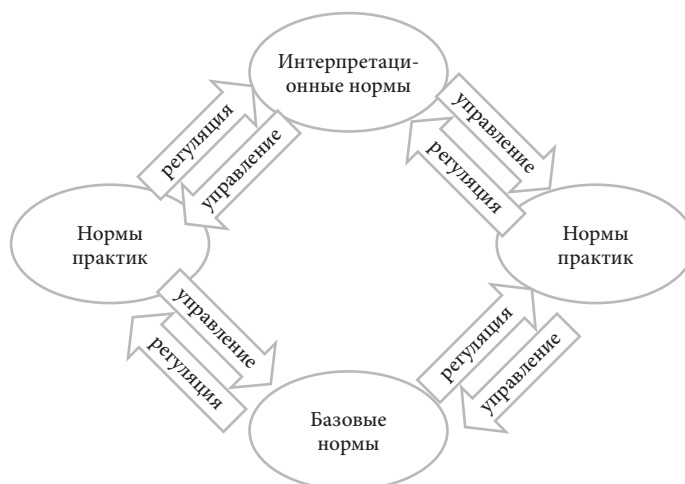 Интерпретаци-
онные нормы
регуляция
управление
управление
регуляция
Нормы
практик
Нормы
практик
управление
регуляция
регуляция
управление
Базовые
нормы